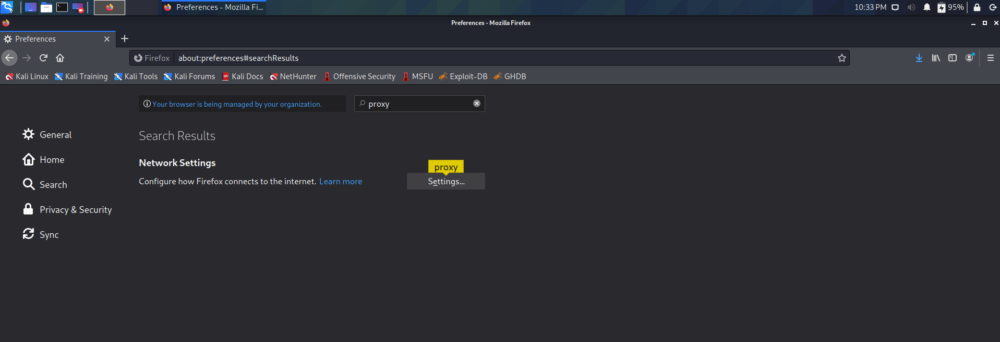 Preferences - Mozilla Fi...
10:33 PM 95%
Preferences - Mozilla Firefox
Preferences
Firefox about:preferences#searchResults
Kali Linux Kali Training Kali Tools Kali Forums Kali Docs NetHunter Offensive Security MSFU Exploit-DB GHDB
Your browser is being managed by your organization. proxy
General
Home
Search
Privacy & Security
Sync
Search Results
Network Settings
proxy
Configure how Firefox connects to the internet. Learn more Settings...